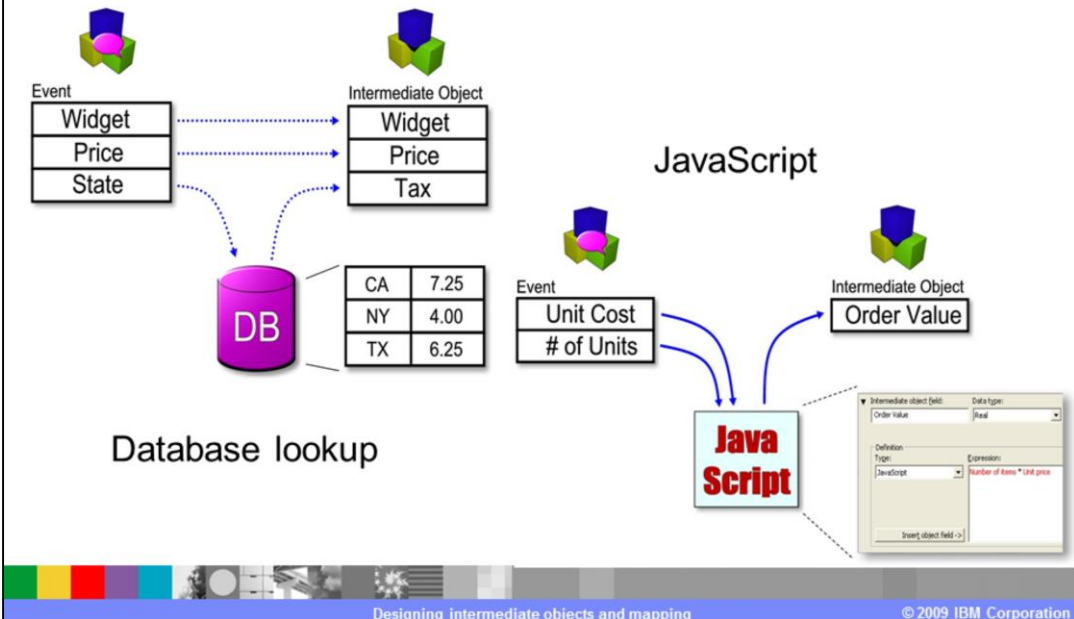 Event
Widget
Price
State
Intermediate Object
Widget
Price
Tax
DB
CA 7.25
NY 4.00
TX 6.25
Database lookup
JavaScript
Event
Unit Cost
# of Units
Intermediate Object
Order Value
Java
Script
Intermediate object field: Data type:
Order Value Real
Definition
Type: Expression:
JavaScript Number of items * Unit price
Insert object field ->
Designing intermediate objects and mapping © 2009 IBM Corporation